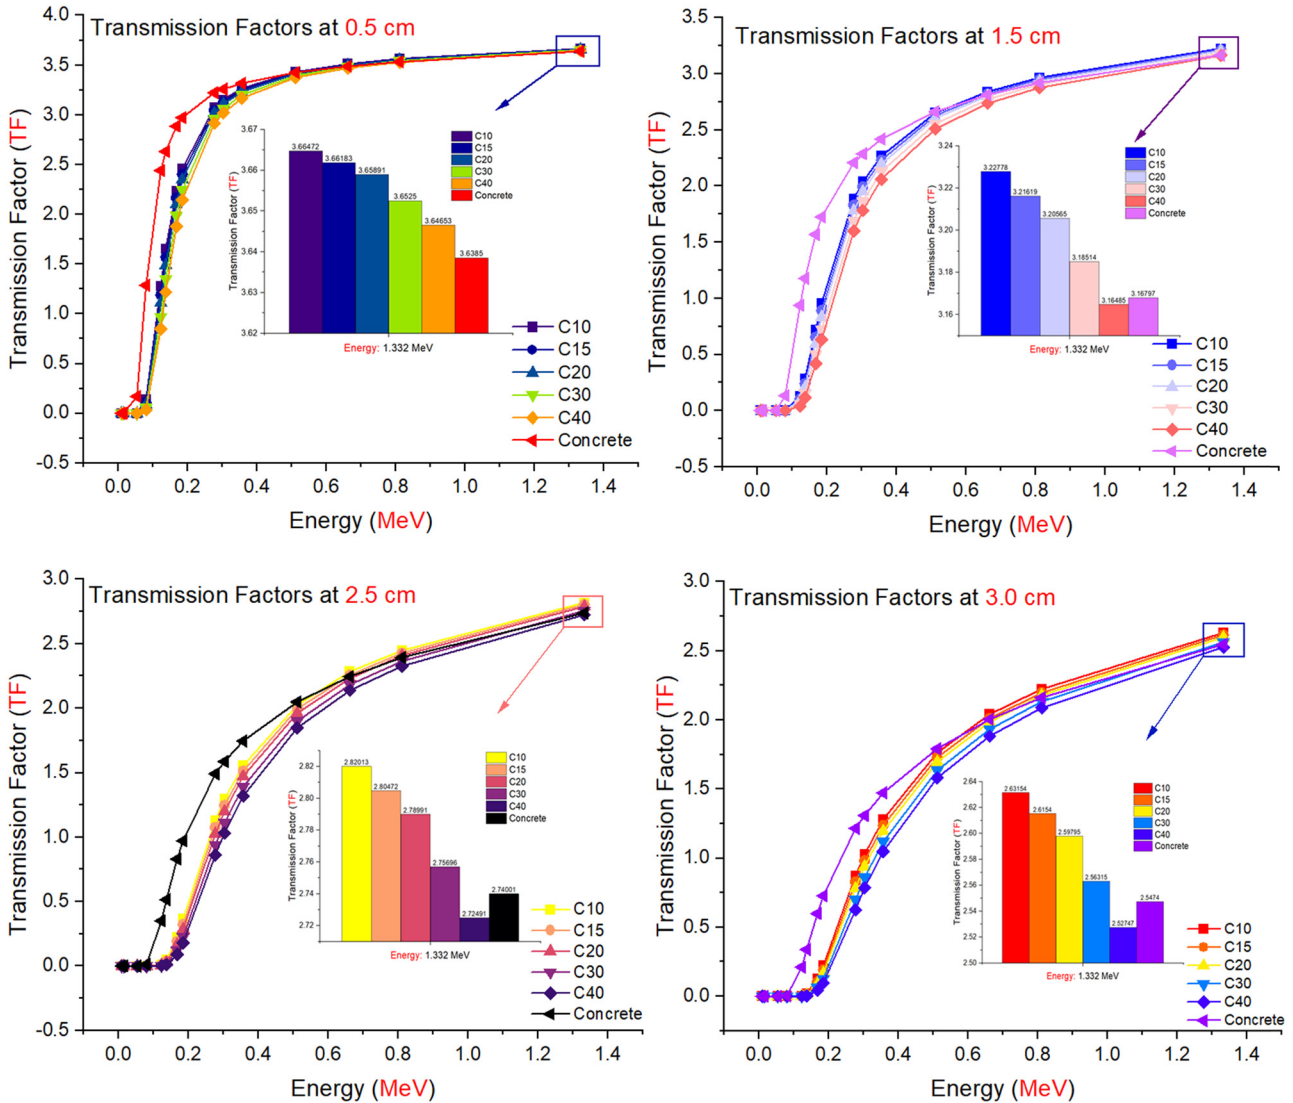 Transmission Factors at 0.5 cm
Transmission Factor (TF)
4.0
3.5
3.0
2.5
2.0
1.5
1.0
0.5
0.0
-0.5
0.0 0.2 0.4 0.6 0.8 1.0 1.2 1.4
Energy (MeV)
Transmission Factor (TF)
3.67
3.66
3.65
3.64
3.63
3.62
3.66472
3.66183
3.65891
3.6525
3.64653
3.6385
C10
C15
C20
C30
C40
Concrete
Energy: 1.332 MeV
C10
C15
C20
C30
C40
Concrete
Transmission Factors at 1.5 cm
Transmission Factor (TF)
3.5
3.0
2.5
2.0
1.5
1.0
0.5
0.0
-0.5
0.0 0.2 0.4 0.6 0.8 1.0 1.2 1.4
Energy (MeV)
Transmission Factor (TF)
3.24
3.22
3.20
3.18
3.16
3.22778
3.21619
3.20565
3.18514
3.16485
3.16797
C10
C15
C20
C30
C40
Concrete
Energy: 1.332 MeV
C10
C15
C20
C30
C40
Concrete
Transmission Factors at 2.5 cm
Transmission Factor (TF)
3.0
2.5
2.0
1.5
1.0
0.5
0.0
-0.5
0.0 0.2 0.4 0.6 0.8 1.0 1.2 1.4
Energy (MeV)
Transmission Factor (TF)
2.82
2.80
2.78
2.76
2.74
2.72
2.82013
2.80472
2.78991
2.75696
2.72491
2.74001
C10
C15
C20
C30
C40
Concrete
Energy: 1.332 MeV
C10
C15
C20
C30
C40
Concrete
Transmission Factors at 3.0 cm
Transmission Factor (TF)
3.0
2.5
2.0
1.5
1.0
0.5
0.0
0.0 0.2 0.4 0.6 0.8 1.0 1.2 1.4
Energy (MeV)
Transmission Factor (TF)
2.64
2.62
2.60
2.58
2.56
2.54
2.52
2.50
2.63154
2.6154
2.59795
2.56315
2.52747
2.5474
C10
C15
C20
C30
C40
Concrete
Energy: 1.332 MeV
C10
C15
C20
C30
C40
Concrete